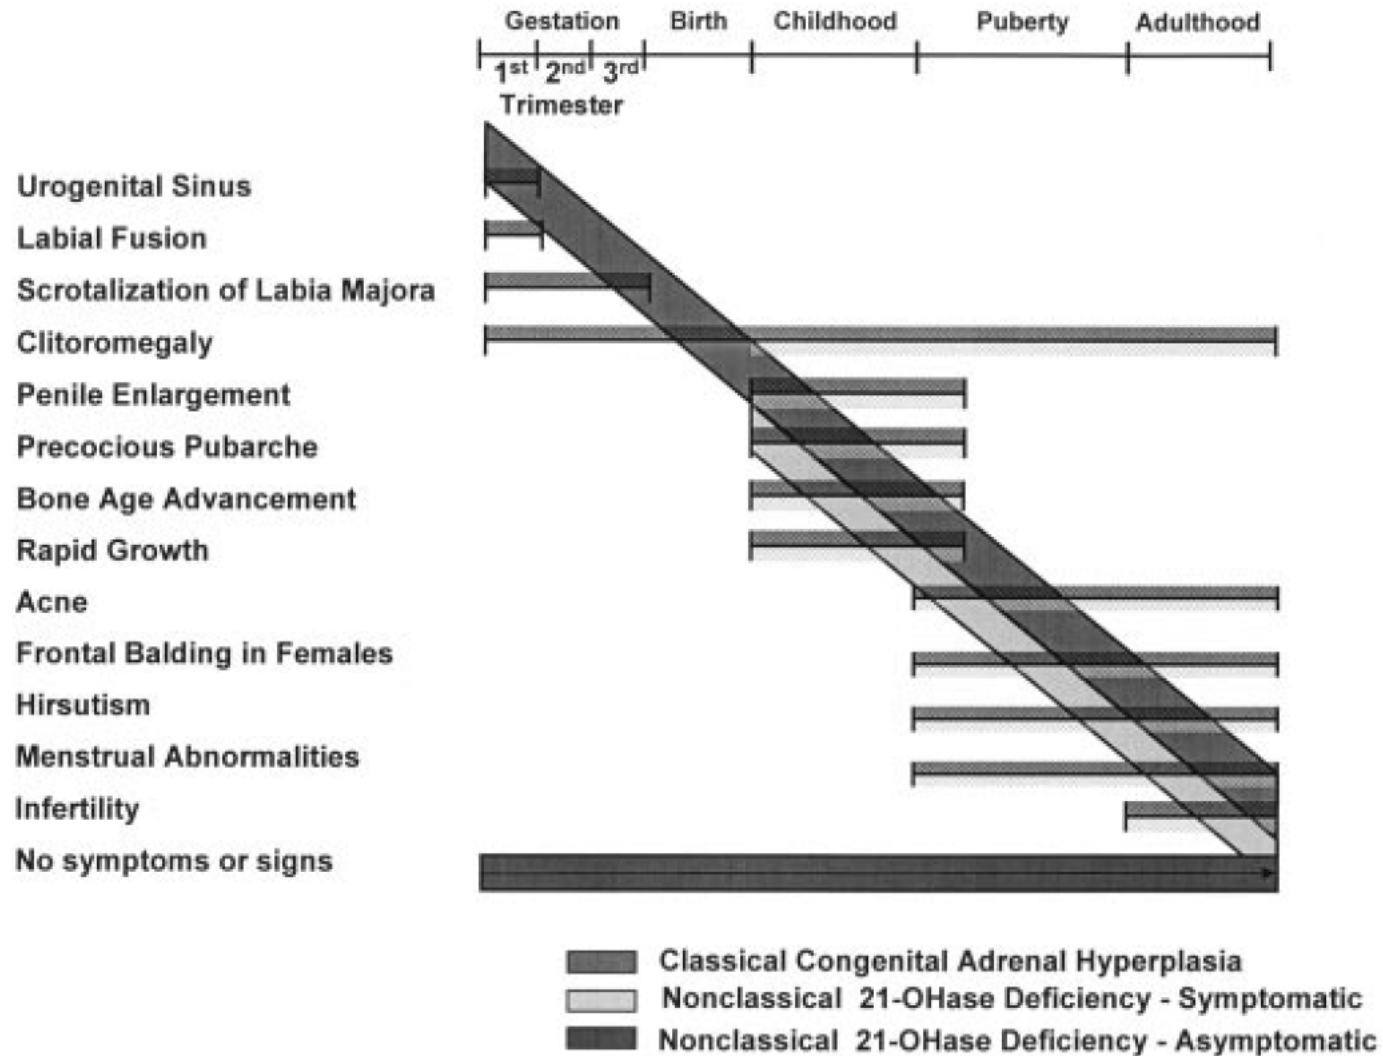 Gestation Birth Childhood Puberty Adulthood
1st 2nd 3rd
Trimester
Urogenital Sinus
Labial Fusion
Scrotalization of Labia Majora
Clitoromegaly
Penile Enlargement
Precocious Pubarche
Bone Age Advancement
Rapid Growth
Acne
Frontal Balding in Females
Hirsutism
Menstrual Abnormalities
Infertility
No symptoms or signs
Classical Congenital Adrenal Hyperplasia
Nonclassical 21-OHase Deficiency - Symptomatic
Nonclassical 21-OHase Deficiency - Asymptomatic